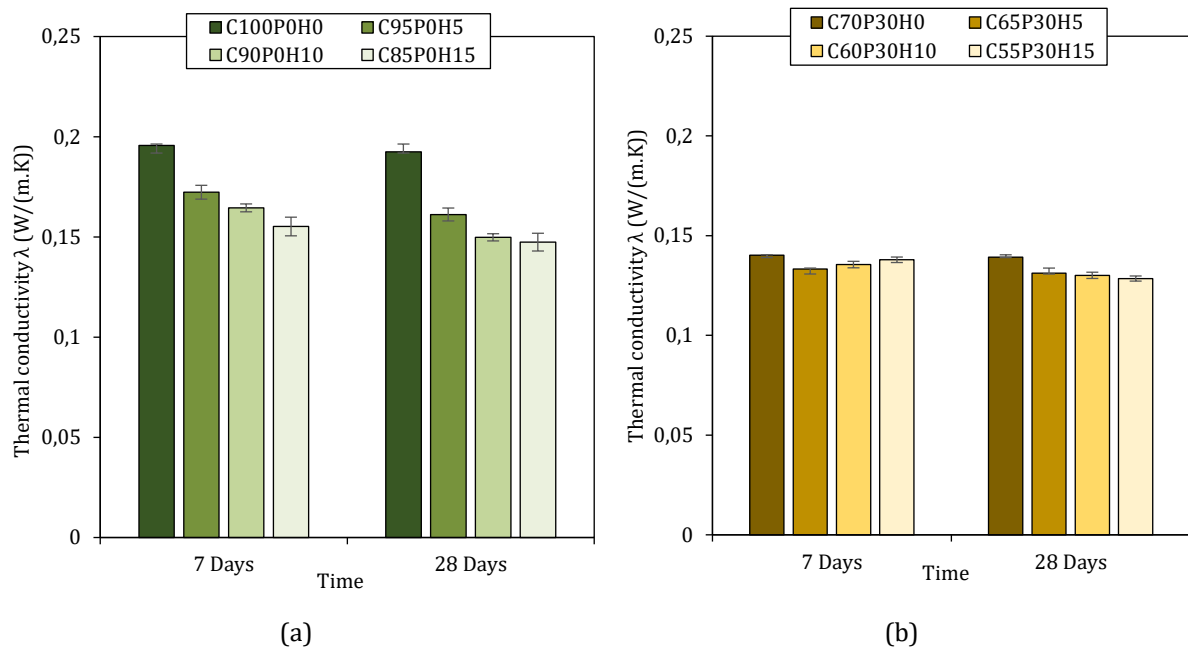 C100P0H0 C95P0H5
C90P0H10 C85P0H15
0,25
0,2
0,15
0,1
0,05
0
Thermal conductivity λ (W/(m.K))
7 Days 28 Days
Time
(a)
C70P30H0 C65P30H5
C60P30H10 C55P30H15
0,25
0,2
0,15
0,1
0,05
0
Thermal conductivity λ (W/(m.K))
7 Days 28 Days
Time
(b)